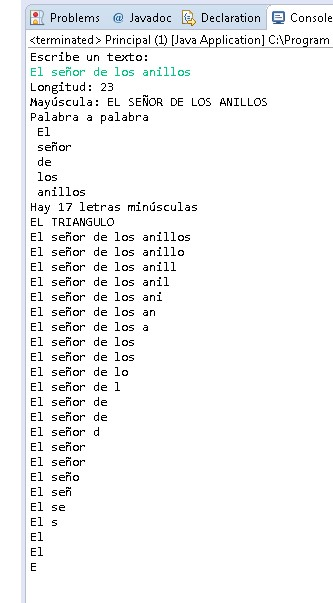 Problems @ Javadoc Declaration Console
<terminated> Principal (1) [Java Application] C:\Program
Escribe un texto:
El señor de los anillos
Longitud: 23
Mayúscula: EL SEÑOR DE LOS ANILLOS
Palabra a palabra
El
señor
de
los
anillos
Hay 17 letras minúsculas
EL TRIANGULO
El señor de los anillos
El señor de los anillo
El señor de los anill
El señor de los anil
El señor de los ani
El señor de los an
El señor de los a
El señor de los
El señor de los
El señor de lo
El señor de l
El señor de
El señor de
El señor d
El señor
El señor
El seño
El señ
El se
El s
El
El
E